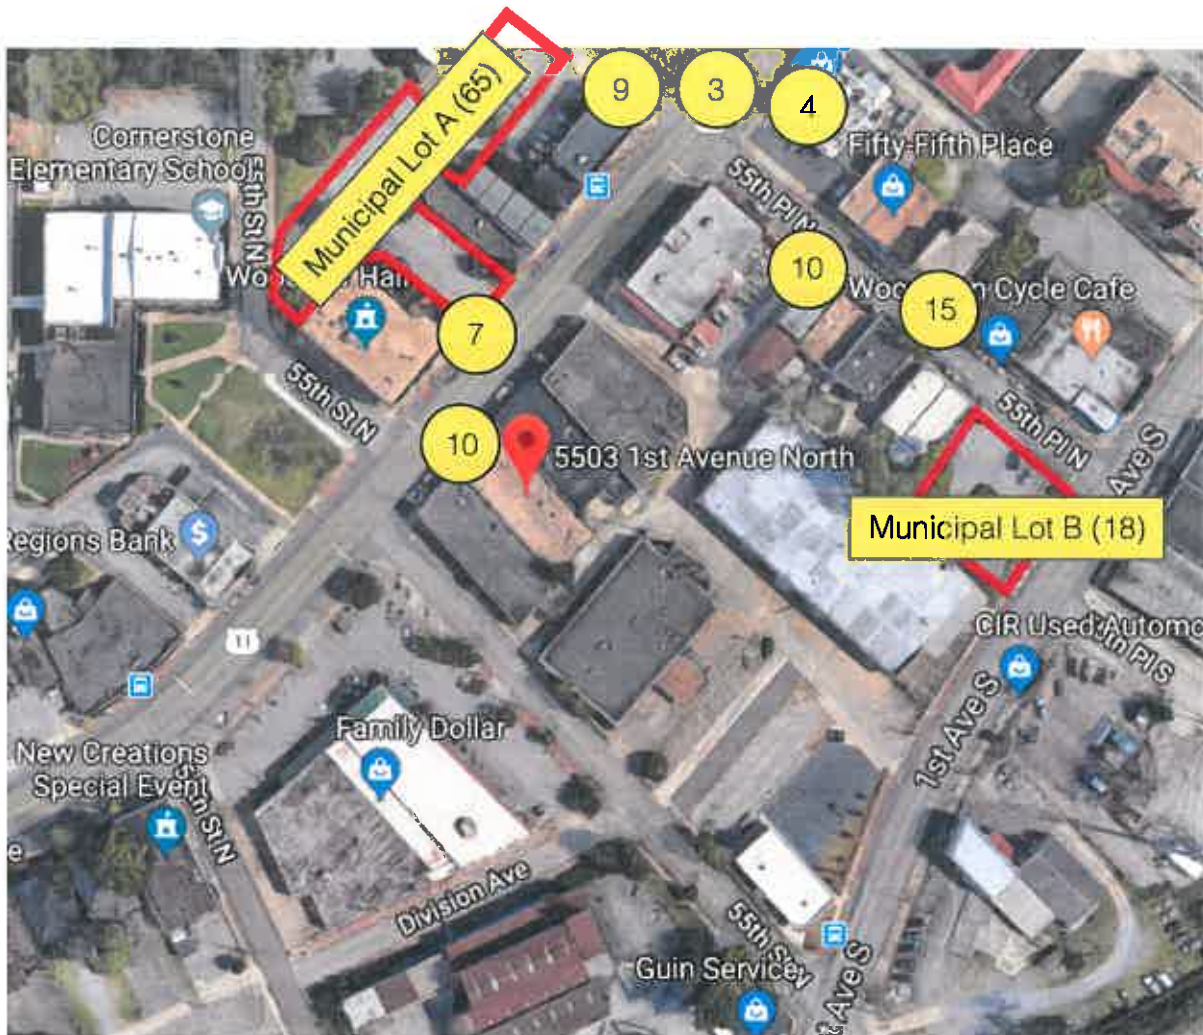 Municipal Lot A (65)
9
3
4
Cornerstone
Elementary School
Fifty-Fifth Place
55th Pl N
10
15
Cycle Cafe
7
55th St N
55th Pl N
10
5503 1st Avenue North
Ave S
Municipal Lot B (18)
Regions Bank
11
CIR Used Automo
Pl S
1st Ave S
Family Dollar
New Creations
Special Event
St N
e
Division Ave
55th St N
Guin Service
Ave S